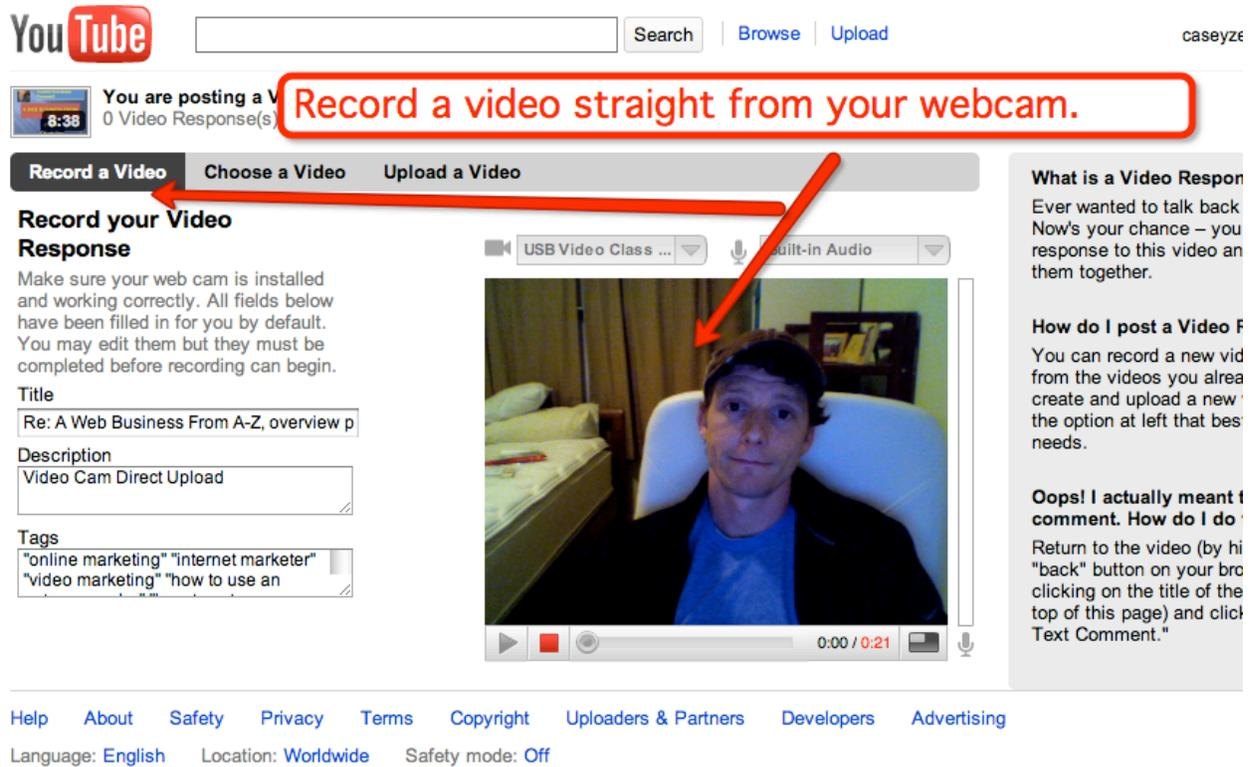 You Tube
Search
Browse
Upload
caseyze
8:38
You are posting a V
0 Video Response(s)
Record a video straight from your webcam.
Record a Video
Choose a Video
Upload a Video
Record your Video
Response
Make sure your web cam is installed
and working correctly. All fields below
have been filled in for you by default.
You may edit them but they must be
completed before recording can begin.
Title
Re: A Web Business From A-Z, overview p
Description
Video Cam Direct Upload
Tags
"online marketing" "internet marketer"
"video marketing" "how to use an
USB Video Class ...
Built-in Audio
0:00 / 0:21
What is a Video Respon
Ever wanted to talk back
Now's your chance – you
response to this video an
them together.
How do I post a Video R
You can record a new vid
from the videos you alrea
create and upload a new
the option at left that best
needs.
Oops! I actually meant t
comment. How do I do
Return to the video (by hi
"back" button on your bro
clicking on the title of the
top of this page) and click
Text Comment."
Help
About
Safety
Privacy
Terms
Copyright
Uploaders & Partners
Developers
Advertising
Language: English
Location: Worldwide
Safety mode: Off